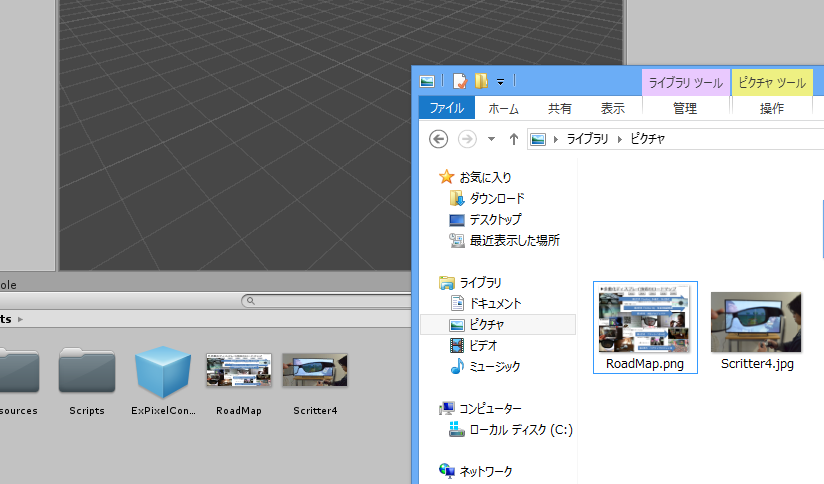 ole
ts
sources
Scripts
ExPixelCon...
RoadMap
Scritter4
ライブラリ ツール
ピクチャ ツール
ファイル
ホーム
共有
表示
管理
操作
ライブラリ
ピクチャ
お気に入り
ダウンロード
デスクトップ
最近表示した場所
ライブラリ
ドキュメント
ピクチャ
ビデオ
ミュージック
コンピューター
ローカル ディスク (C:)
ネットワーク
RoadMap.png
Scritter4.jpg